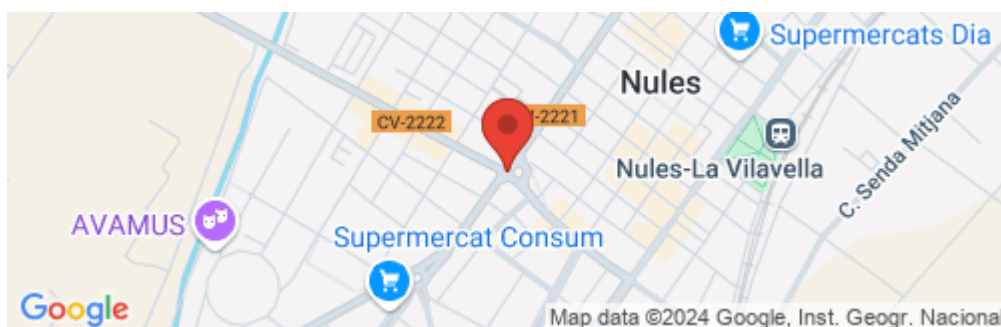 Supermercats Dia
Nules
CV-2222
-2221
Nules-La Vilavella
C. Senda Mitjana
AVAMUS
Supermercat Consum
Google
Map data ©2024 Google, Inst. Geogr. Naciona